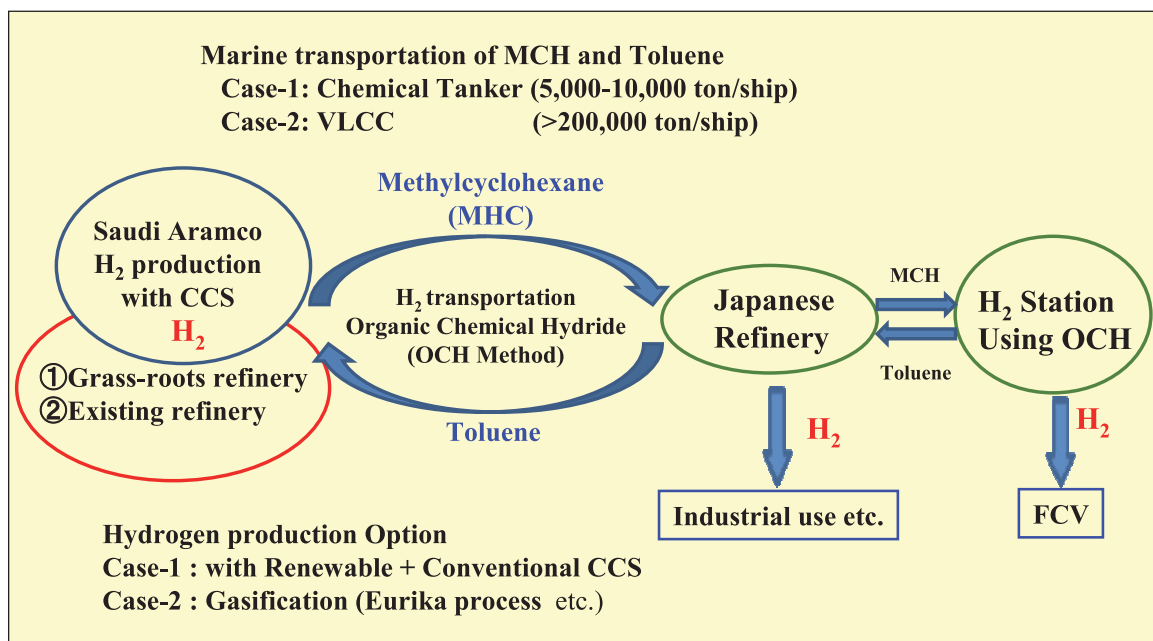 Marine transportation of MCH and Toluene
Case-1: Chemical Tanker (5,000-10,000 ton/ship)
Case-2: VLCC (>200,000 ton/ship)
Methylcyclohexane
(MHC)
Saudi Aramco
H₂ production
with CCS
H₂
①Grass-roots refinery
②Existing refinery
H₂ transportation
Organic Chemical Hydride
(OCH Method)
Toluene
Japanese
Refinery
MCH
Toluene
H₂ Station
Using OCH
H₂
H₂
Industrial use etc.
FCV
Hydrogen production Option
Case-1 : with Renewable + Conventional CCS
Case-2 : Gasification (Eurika process etc.)